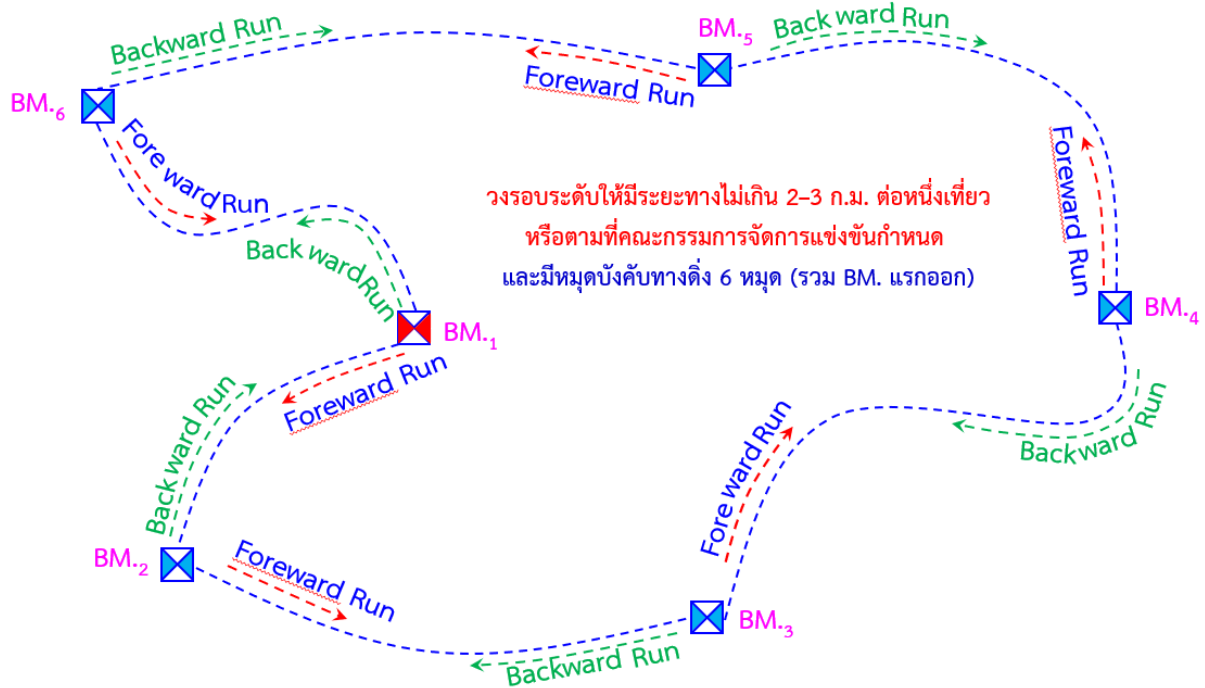 Backward Run
BM.5
Back ward Run
Foreward Run
BM.6
Fore ward Run
Foreward Run
วงรอบระดับให้มีระยะทางไม่เกิน 2–3 ก.ม. ต่อหนึ่งเที่ยว
หรือตามที่คณะกรรมการจัดการแข่งขันกำหนด
และมีหมุดบังคับทางดิ่ง 6 หมุด (รวม BM. แรกออก)
Back ward Run
BM.4
BM.1
Foreward Run
Back ward Run
Fore ward Run
Backward Run
BM.2
Foreward Run
BM.3
Backward Run